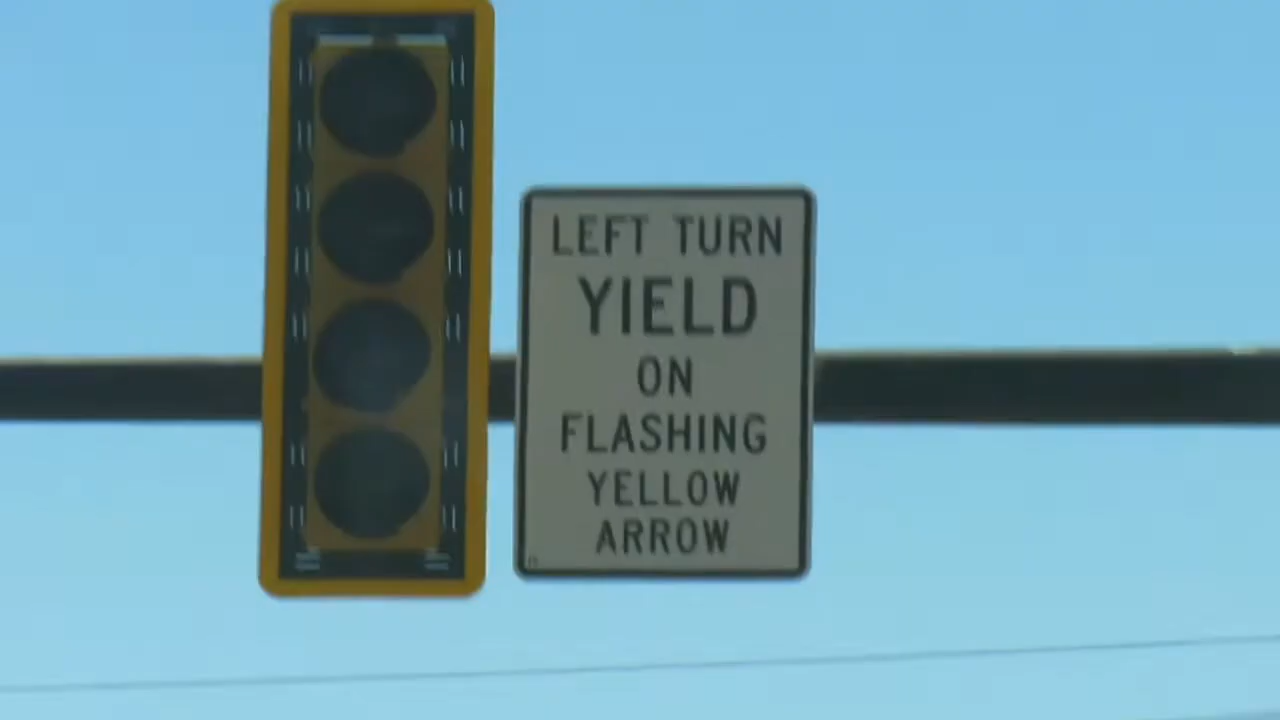 LEFT TURN
YIELD
ON
FLASHING
YELLOW
ARROW